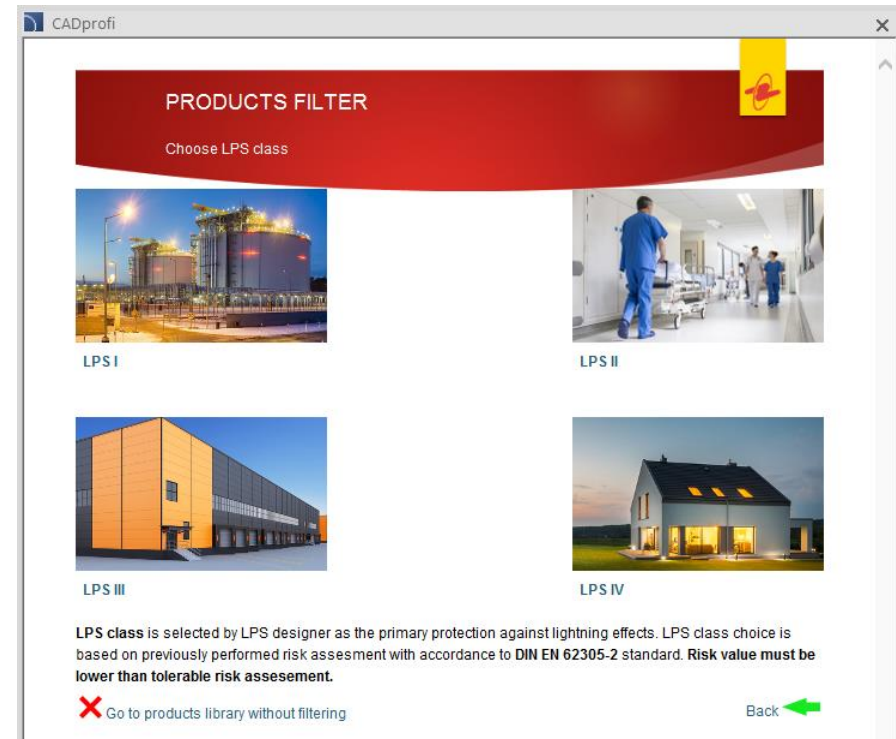 CADprofi
PRODUCTS FILTER
Choose LPS class
LPS I
LPS II
LPS III
LPS IV
LPS class is selected by LPS designer as the primary protection against lightning effects. LPS class choice is
based on previously performed risk assesment with accordance to DIN EN 62305-2 standard. Risk value must be
lower than tolerable risk assesement.
Go to products library without filtering
Back